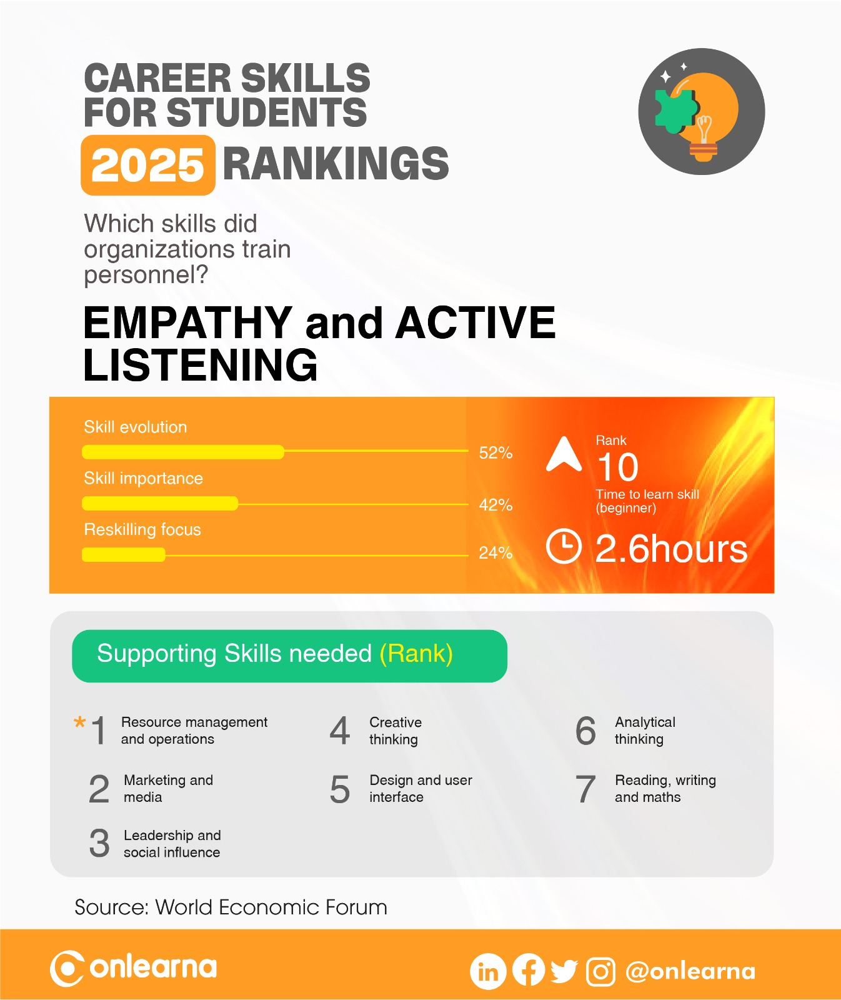 CAREER SKILLS
FOR STUDENTS
2025 RANKINGS
Which skills did
organizations train
personnel?
EMPATHY and ACTIVE
LISTENING
Skill evolution
52%
Skill importance
42%
Reskilling focus
24%
Rank
10
Time to learn skill
(beginner)
2.6hours
Supporting Skills needed (Rank)
*1 Resource management
and operations
2 Marketing and
media
3 Leadership and
social influence
4 Creative
thinking
5 Design and user
interface
6 Analytical
thinking
7 Reading, writing
and maths
Source: World Economic Forum
onlearna
in @onlearna